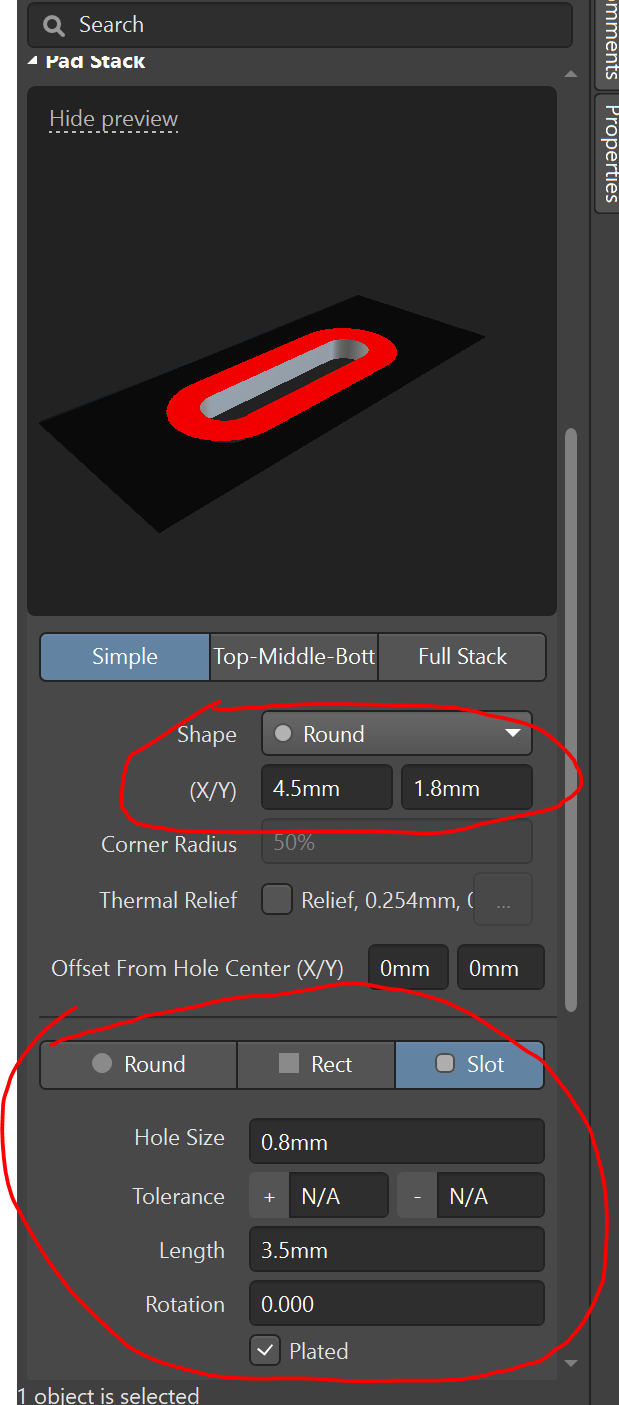 Search
Pad Stack
omments
Properties
Hide preview
Simple Top-Middle-Bott Full Stack
Shape Round
(X/Y) 4.5mm 1.8mm
Corner Radius 50%
Thermal Relief Relief, 0.254mm, 0 ...
Offset From Hole Center (X/Y) 0mm 0mm
Round Rect Slot
Hole Size 0.8mm
Tolerance + N/A - N/A
Length 3.5mm
Rotation 0.000
Plated
1 object is selected